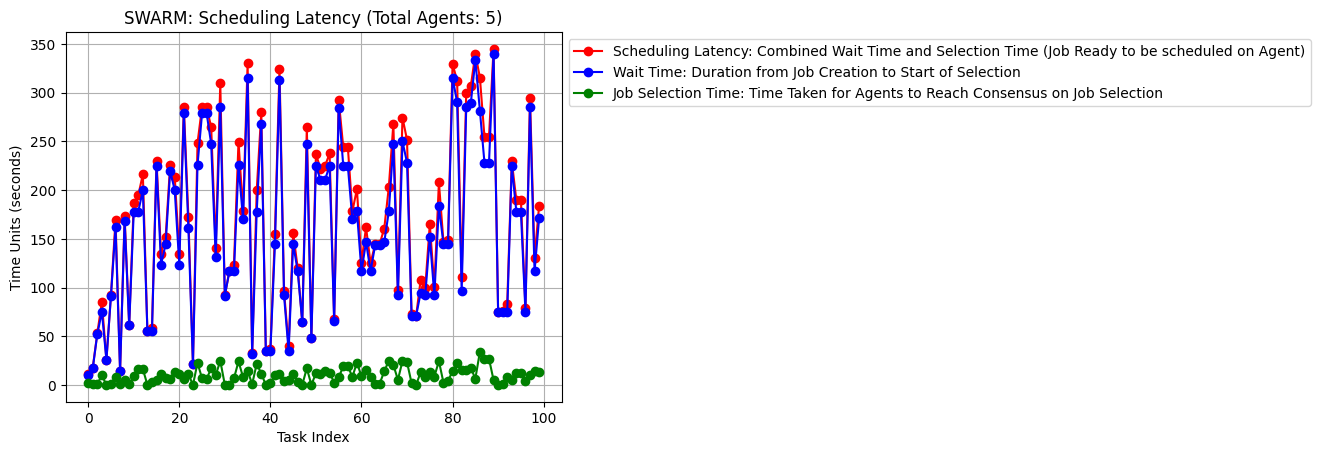 SWARM: Scheduling Latency (Total Agents: 5)
Scheduling Latency: Combined Wait Time and Selection Time (Job Ready to be scheduled on Agent)
Wait Time: Duration from Job Creation to Start of Selection
Job Selection Time: Time Taken for Agents to Reach Consensus on Job Selection
Time Units (seconds)
350
300
250
200
150
100
50
0
0 20 40 60 80 100
Task Index